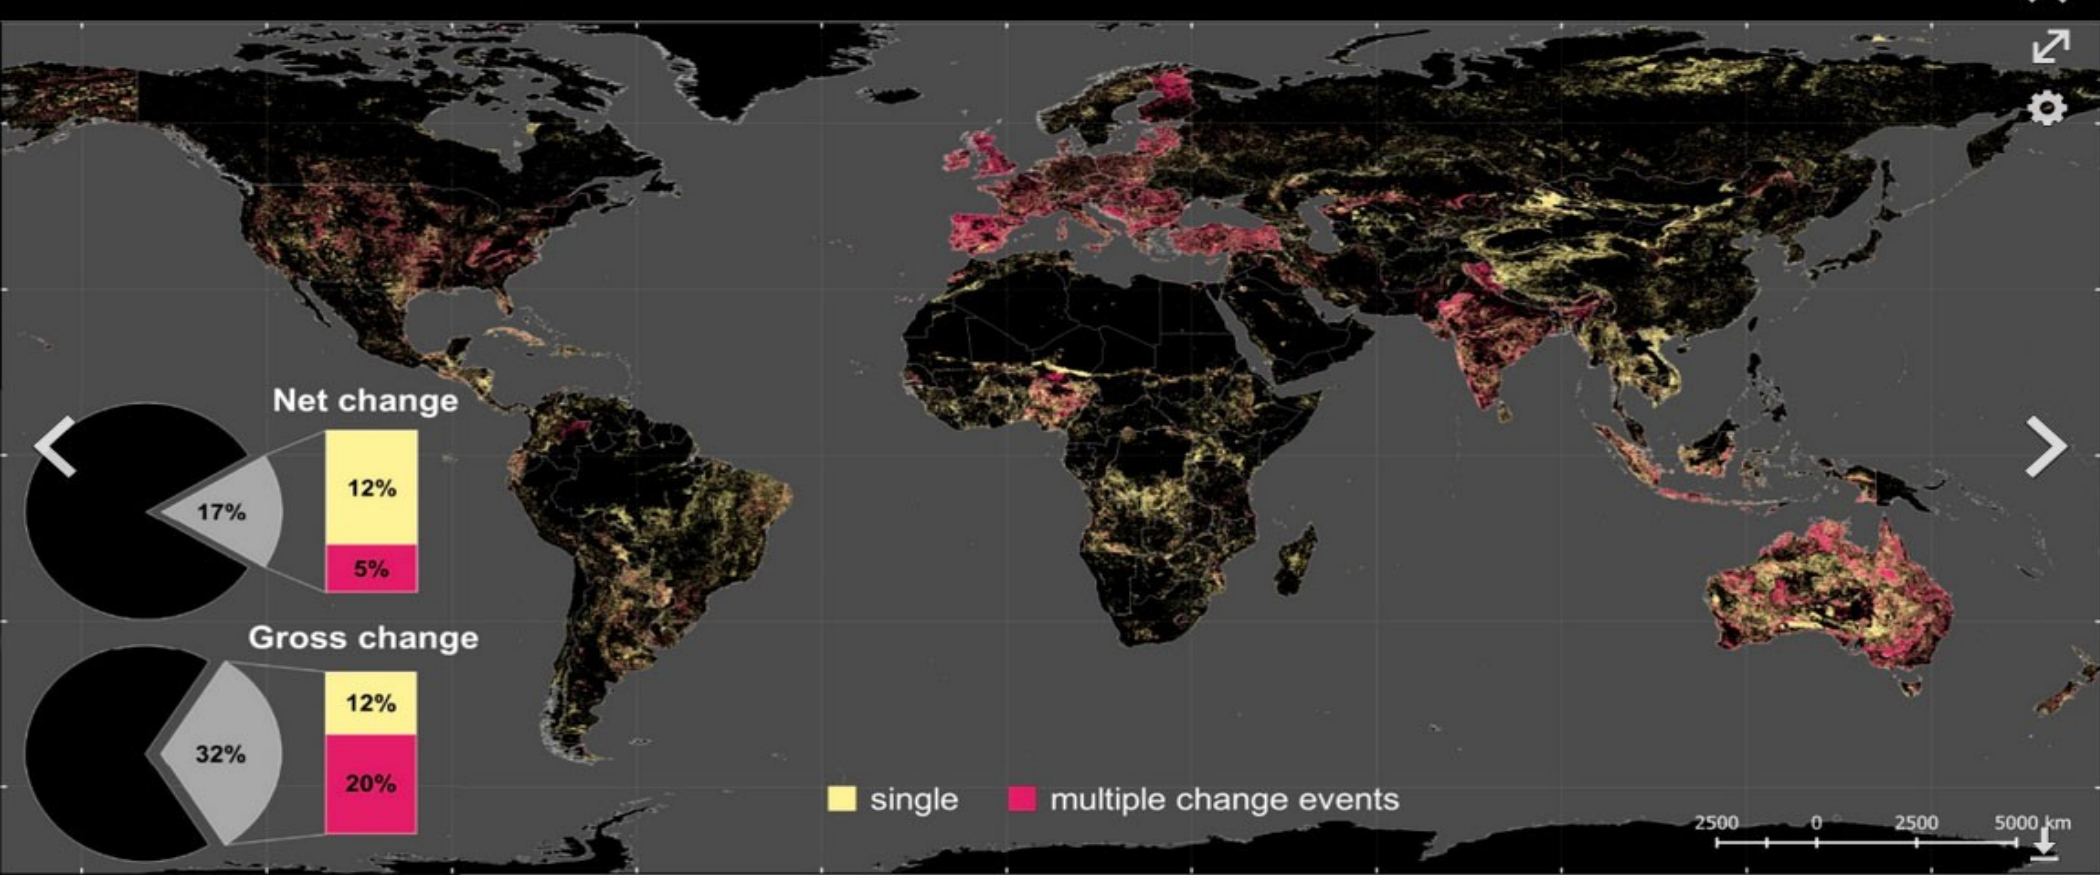 Net change
17%
12%
5%
Gross change
32%
12%
20%
single
multiple change events
2500 0 2500 5000 km